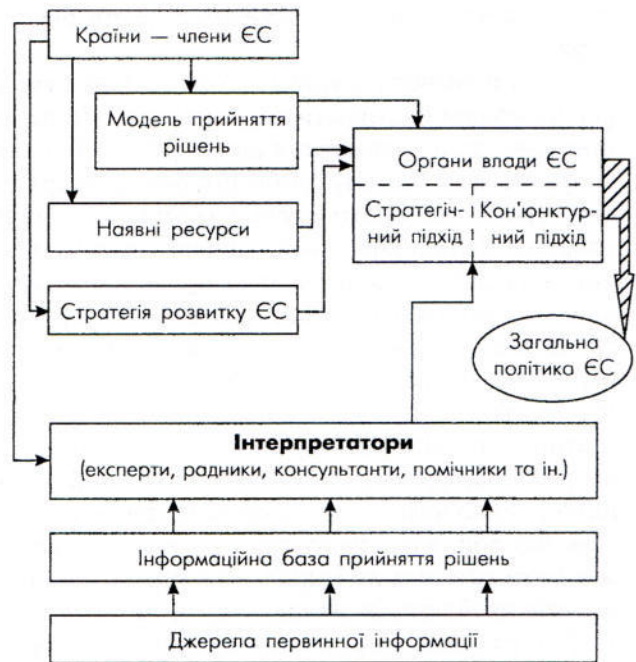 Країни — члени ЄС
Модель прийняття
рішень
Органи влади ЄС
Стратегіч-
ний підхід
Кон'юнктур-
ний підхід
Наявні ресурси
Стратегія розвитку ЄС
Загальна
політика ЄС
Інтерпретатори
(експерти, радники, консультанти, помічники та ін.)
Інформаційна база прийняття рішень
Джерела первинної інформації